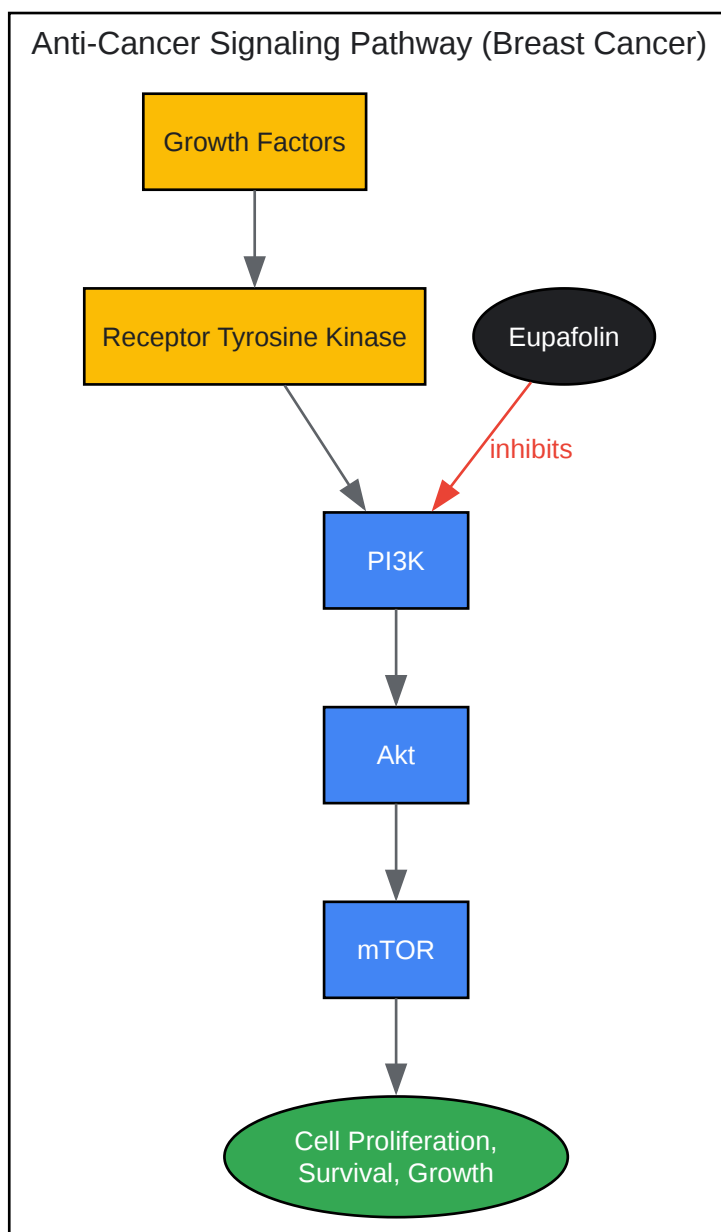 Anti-Cancer Signaling Pathway (Breast Cancer)
Growth Factors
Receptor Tyrosine Kinase
Eupafolin
inhibits
PI3K
Akt
mTOR
Cell Proliferation,
Survival, Growth